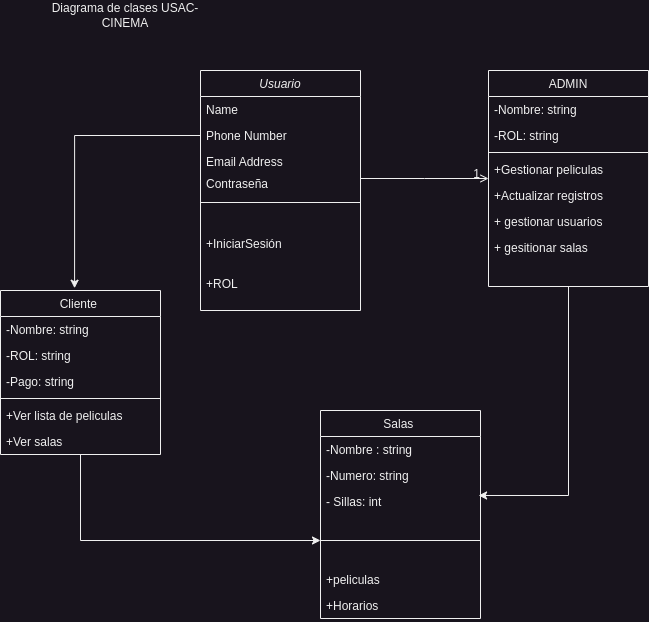 Diagrama de clases USAC-
CINEMA
Usuario
Name
Phone Number
Email Address
Contraseña
+IniciarSesión
+ROL
1
ADMIN
-Nombre: string
-ROL: string
+Gestionar peliculas
+Actualizar registros
+ gestionar usuarios
+ gesitionar salas
Cliente
-Nombre: string
-ROL: string
-Pago: string
+Ver lista de peliculas
+Ver salas
Salas
-Nombre : string
-Numero: string
- Sillas: int
+peliculas
+Horarios